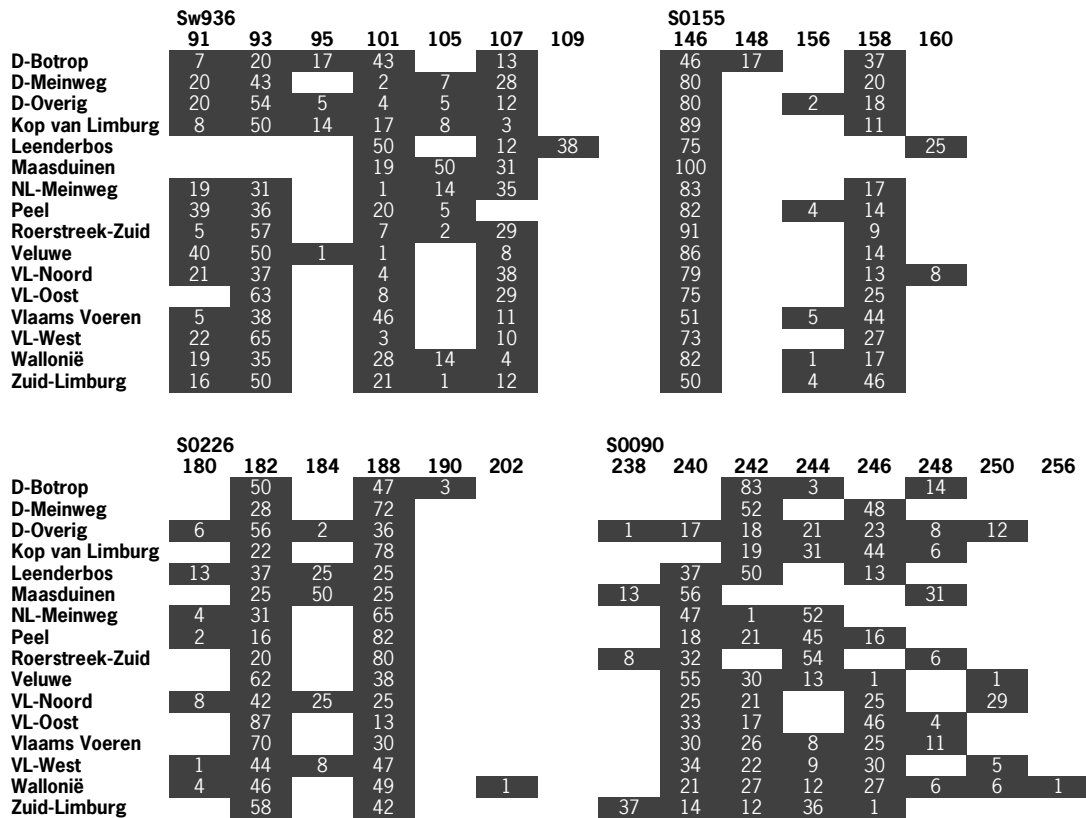 Sw936 S0155
91 93 95 101 105 107 109 146 148 156 158 160
D-Botrop 7 20 17 43 13 46 17 37
D-Meinweg 20 43 2 7 28 80 20
D-Overig 20 54 5 4 5 12 80 2 18
Kop van Limburg 8 50 14 17 8 3 89 11
Leenderbos 50 12 38 75 25
Maasduinen 19 50 31 100
NL-Meinweg 19 31 1 14 35 83 17
Peel 39 36 20 5 82 4 14
Roerstreek-Zuid 5 57 7 2 29 91 9
Veluwe 40 50 1 1 8 86 14
VL-Noord 21 37 4 38 79 13 8
VL-Oost 63 8 29 75 25
Vlaams Voeren 5 38 46 11 51 5 44
VL-West 22 65 3 10 73 27
Wallonië 19 35 28 14 4 82 1 17
Zuid-Limburg 16 50 21 1 12 50 4 46
S0226 S0090
180 182 184 188 190 202 238 240 242 244 246 248 250 256
D-Botrop 50 47 3 83 3 14
D-Meinweg 28 72 52 48
D-Overig 6 56 2 36 1 17 18 21 23 8 12
Kop van Limburg 22 78 19 31 44 6
Leenderbos 13 37 25 25 37 50 13
Maasduinen 25 50 25 13 56 31
NL-Meinweg 4 31 65 47 1 52
Peel 2 16 82 18 21 45 16
Roerstreek-Zuid 20 80 8 32 54 6
Veluwe 62 38 55 30 13 1 1
VL-Noord 8 42 25 25 25 21 25 29
VL-Oost 87 13 33 17 46 4
Vlaams Voeren 70 30 30 26 8 25 11
VL-West 1 44 8 47 34 22 9 30 5
Wallonië 4 46 49 1 21 27 12 27 6 6 1
Zuid-Limburg 58 42 37 14 12 36 1